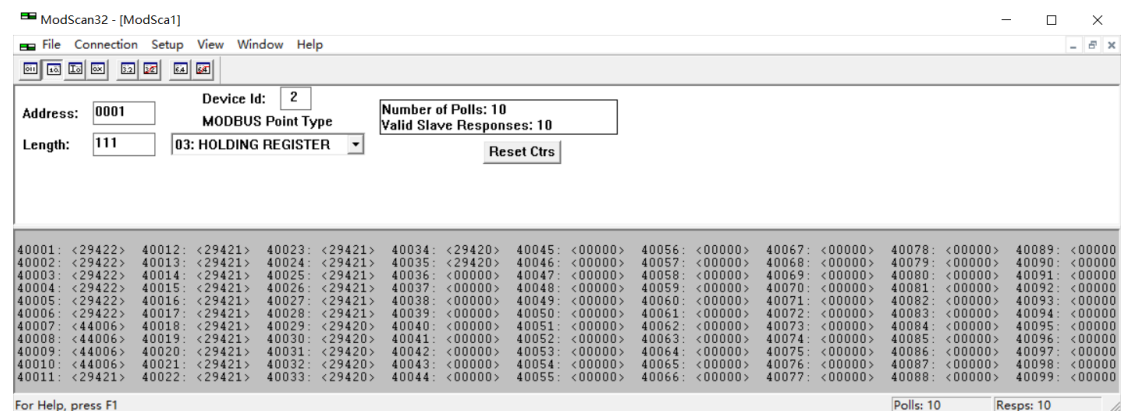 ModScan32 - [ModSca1]
File Connection Setup View Window Help
Address: 0001
Device Id: 2
MODBUS Point Type
Length: 111
03: HOLDING REGISTER
Number of Polls: 10
Valid Slave Responses: 10
Reset Ctrs
40001: <29422> 40012: <29421> 40023: <29421> 40034: <29420> 40045: <00000> 40056: <00000> 40067: <00000> 40078: <00000> 40089: <00000
40002: <29422> 40013: <29421> 40024: <29421> 40035: <29420> 40046: <00000> 40057: <00000> 40068: <00000> 40079: <00000> 40090: <00000
40003: <29422> 40014: <29421> 40025: <29421> 40036: <00000> 40047: <00000> 40058: <00000> 40069: <00000> 40080: <00000> 40091: <00000
40004: <29422> 40015: <29421> 40026: <29421> 40037: <00000> 40048: <00000> 40059: <00000> 40070: <00000> 40081: <00000> 40092: <00000
40005: <29422> 40016: <29421> 40027: <29421> 40038: <00000> 40049: <00000> 40060: <00000> 40071: <00000> 40082: <00000> 40093: <00000
40006: <29422> 40017: <29421> 40028: <29421> 40039: <00000> 40050: <00000> 40061: <00000> 40072: <00000> 40083: <00000> 40094: <00000
40007: <44006> 40018: <29421> 40029: <29420> 40040: <00000> 40051: <00000> 40062: <00000> 40073: <00000> 40084: <00000> 40095: <00000
40008: <44006> 40019: <29421> 40030: <29420> 40041: <00000> 40052: <00000> 40063: <00000> 40074: <00000> 40085: <00000> 40096: <00000
40009: <44006> 40020: <29421> 40031: <29420> 40042: <00000> 40053: <00000> 40064: <00000> 40075: <00000> 40086: <00000> 40097: <00000
40010: <44006> 40021: <29421> 40032: <29420> 40043: <00000> 40054: <00000> 40065: <00000> 40076: <00000> 40087: <00000> 40098: <00000
40011: <29421> 40022: <29421> 40033: <29420> 40044: <00000> 40055: <00000> 40066: <00000> 40077: <00000> 40088: <00000> 40099: <00000
For Help, press F1
Polls: 10
Resps: 10